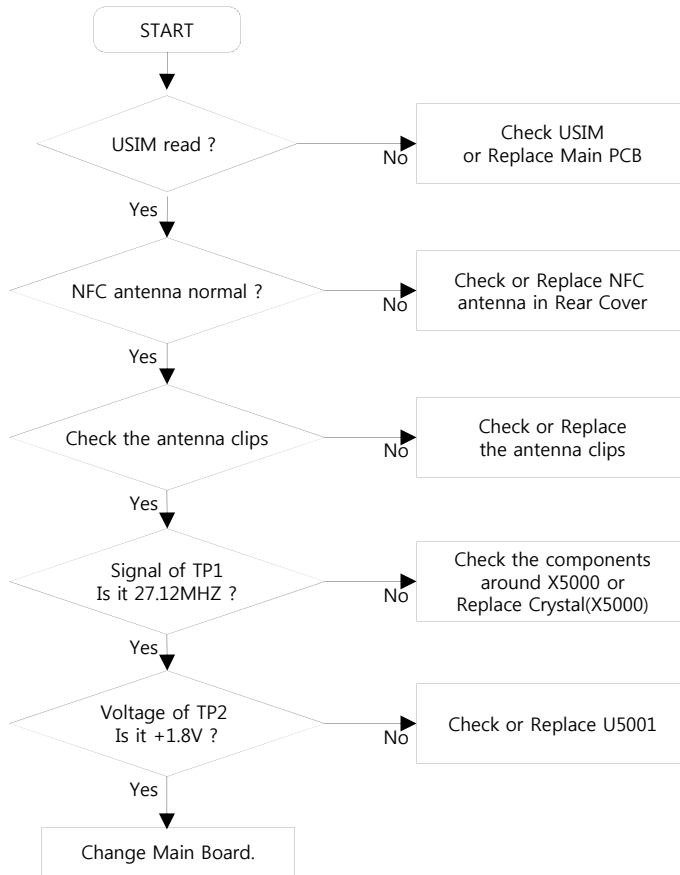 START
USIM read ?
No
Check USIM
or Replace Main PCB
Yes
NFC antenna normal ?
No
Check or Replace NFC
antenna in Rear Cover
Yes
Check the antenna clips
No
Check or Replace
the antenna clips
Yes
Signal of TP1
Is it 27.12MHZ ?
No
Check the components
around X5000 or
Replace Crystal(X5000)
Yes
Voltage of TP2
Is it +1.8V ?
No
Check or Replace U5001
Yes
Change Main Board.